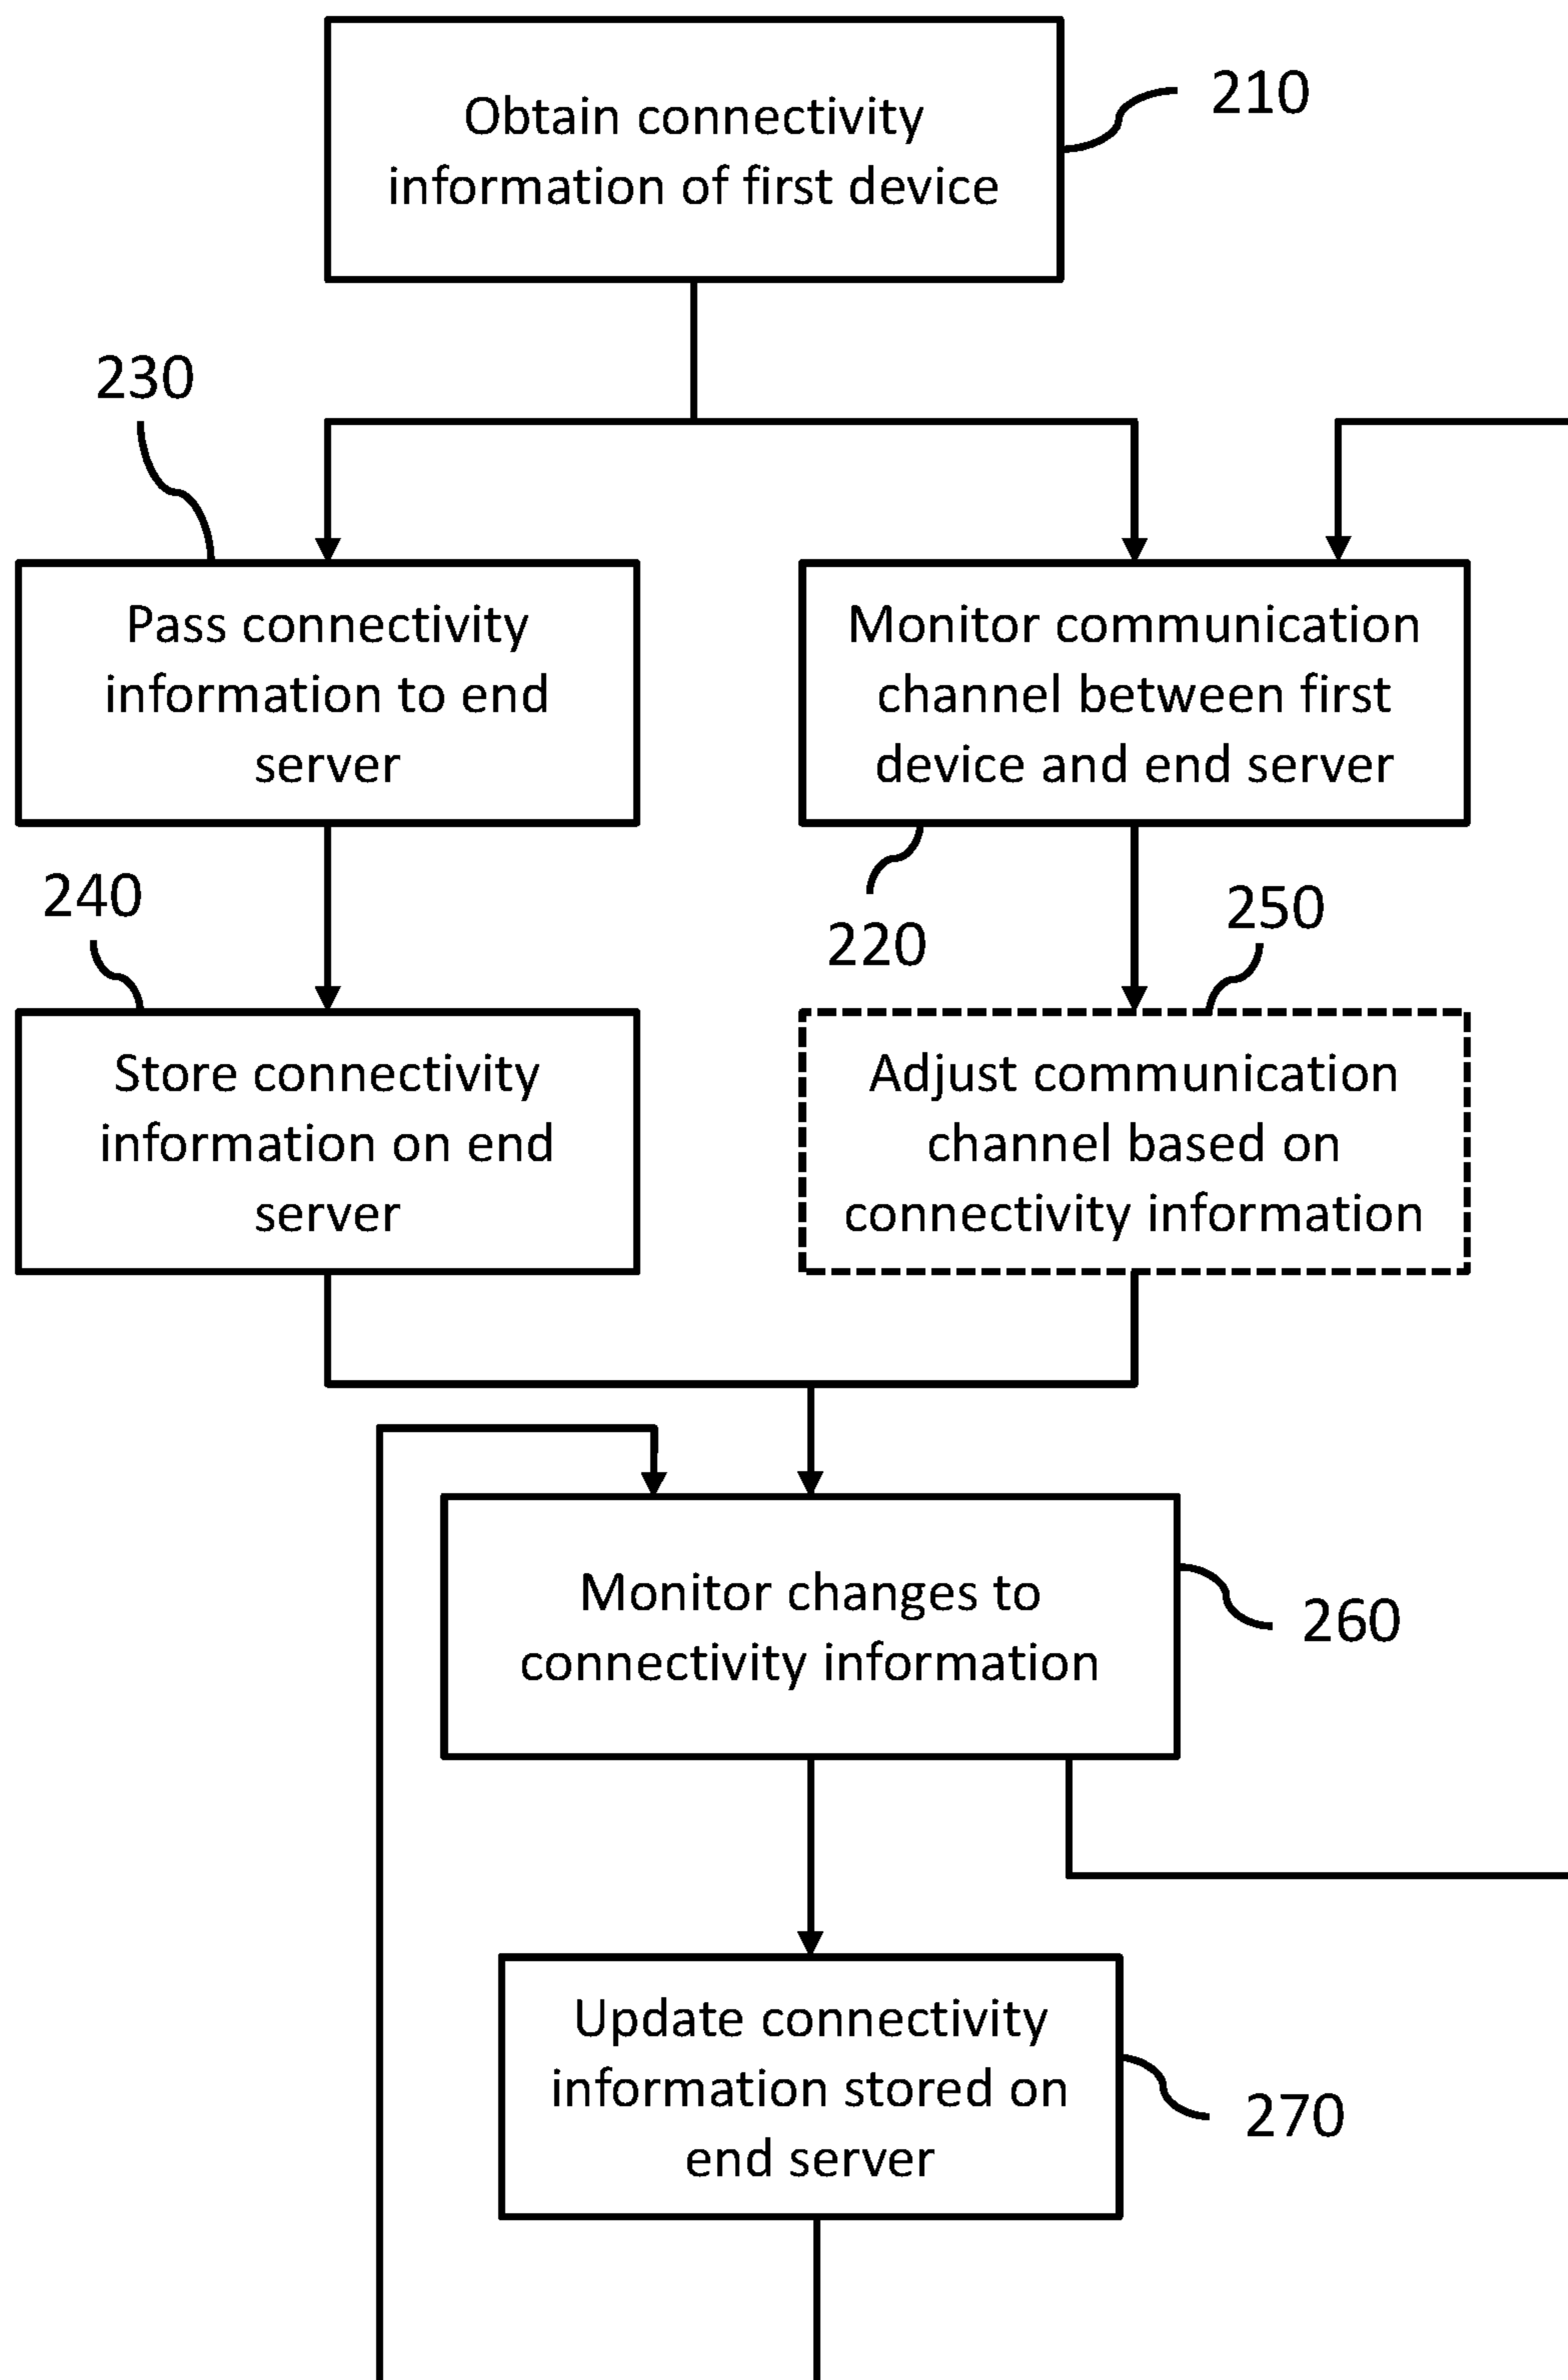 Obtain connectivity
information of first device
210
230
Pass connectivity
information to end
server
Monitor communication
channel between first
device and end server
240
220
250
Store connectivity
information on end
server
Adjust communication
channel based on
connectivity information
Monitor changes to
connectivity information
260
Update connectivity
information stored on
end server
270